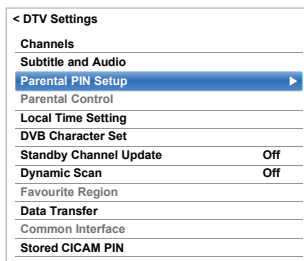 < DTV Settings
Channels
Subtitle and Audio
Parental PIN Setup
Parental Control
Local Time Setting
DVB Character Set
Standby Channel Update Off
Dynamic Scan Off
Favourite Region
Data Transfer
Common Interface
Stored CICAM PIN